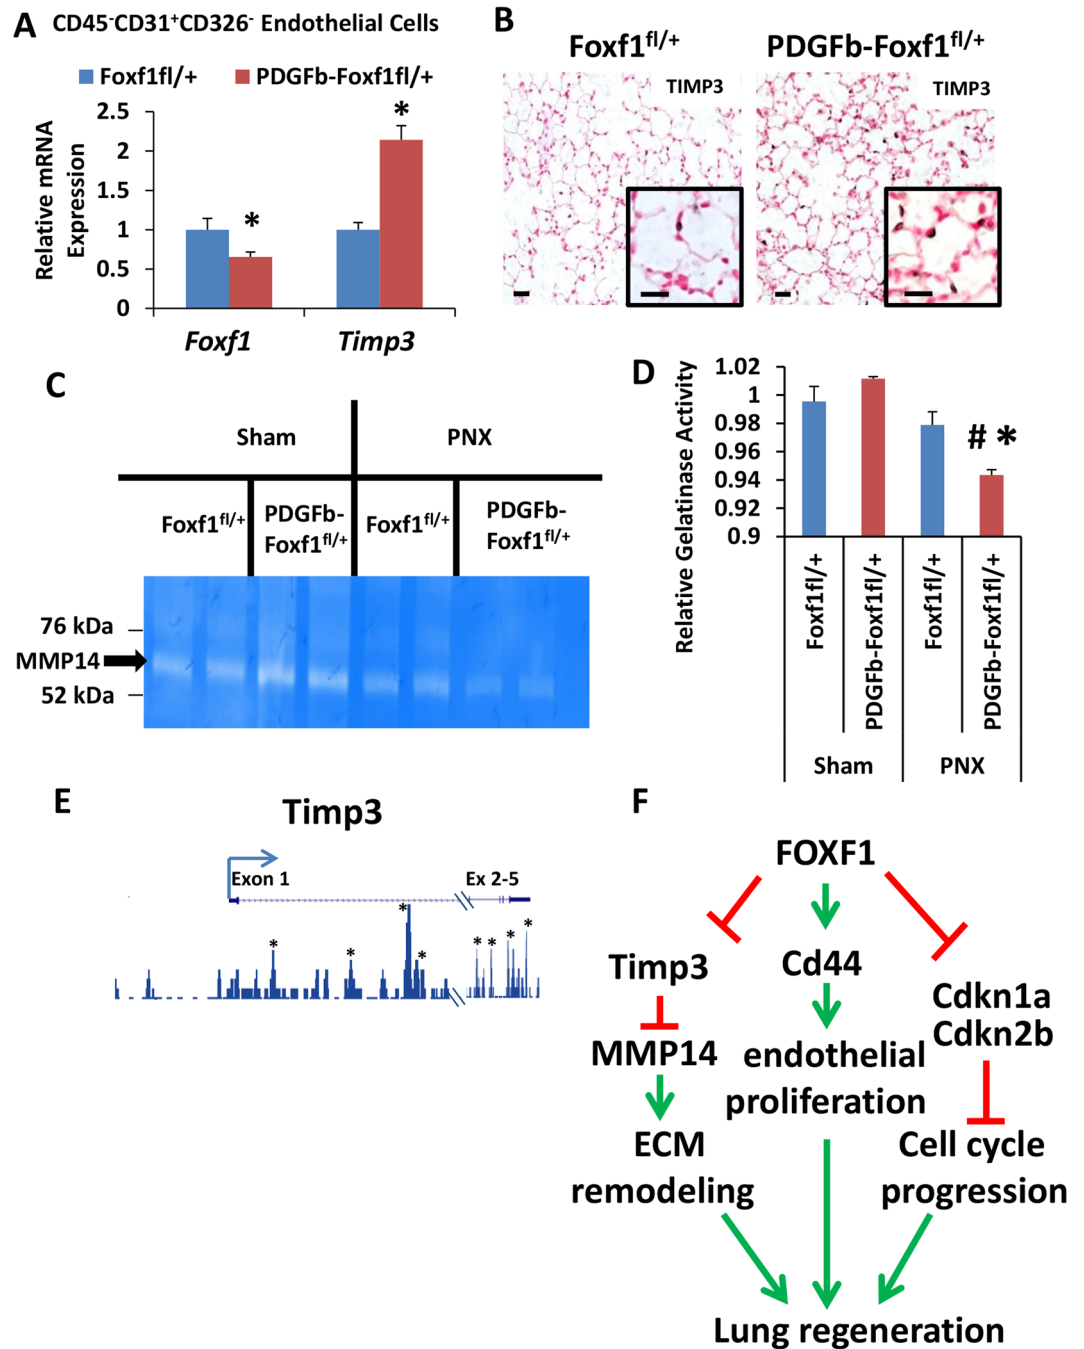 A
CD45⁻CD31⁺CD326⁻ Endothelial Cells
Foxf1fl/+
PDGFb-Foxf1fl/+
Relative mRNA
Expression
2.5
2
1.5
1
0.5
0
*
*
Foxf1
Timp3
B
Foxf1fl/+
PDGFb-Foxf1fl/+
TIMP3
TIMP3
C
Sham
PNX
Foxf1fl/+
PDGFb-
Foxf1fl/+
Foxf1fl/+
PDGFb-
Foxf1fl/+
76 kDa
MMP14
52 kDa
D
Relative Gelatinase Activity
1.02
1
0.98
0.96
0.94
0.92
0.9
# *
Foxf1fl/+
PDGFb-Foxf1fl/+
Foxf1fl/+
PDGFb-Foxf1fl/+
Sham
PNX
E
Timp3
Exon 1
Ex 2-5
* * * * * * * *
F
FOXF1
Timp3
Cd44
Cdkn1a
Cdkn2b
MMP14
endothelial
proliferation
ECM
remodeling
Cell cycle
progression
Lung regeneration